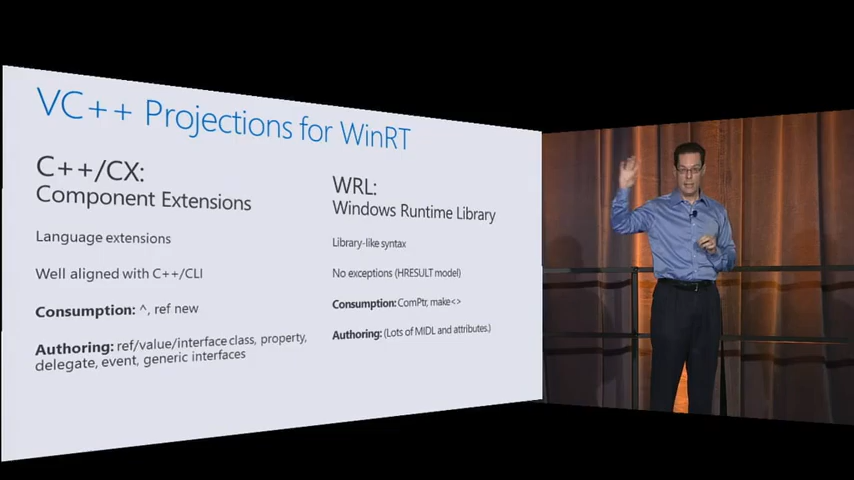 VC++ Projections for WinRT
C++/CX:
Component Extensions
Language extensions
Well aligned with C++/CLI
Consumption: ^, ref new
Authoring: ref/value/interface class, property,
delegate, event, generic interfaces
WRL:
Windows Runtime Library
Library-like syntax
No exceptions (HRESULT model)
Consumption: ComPtr, make<>
Authoring: (Lots of MIDL and attributes.)